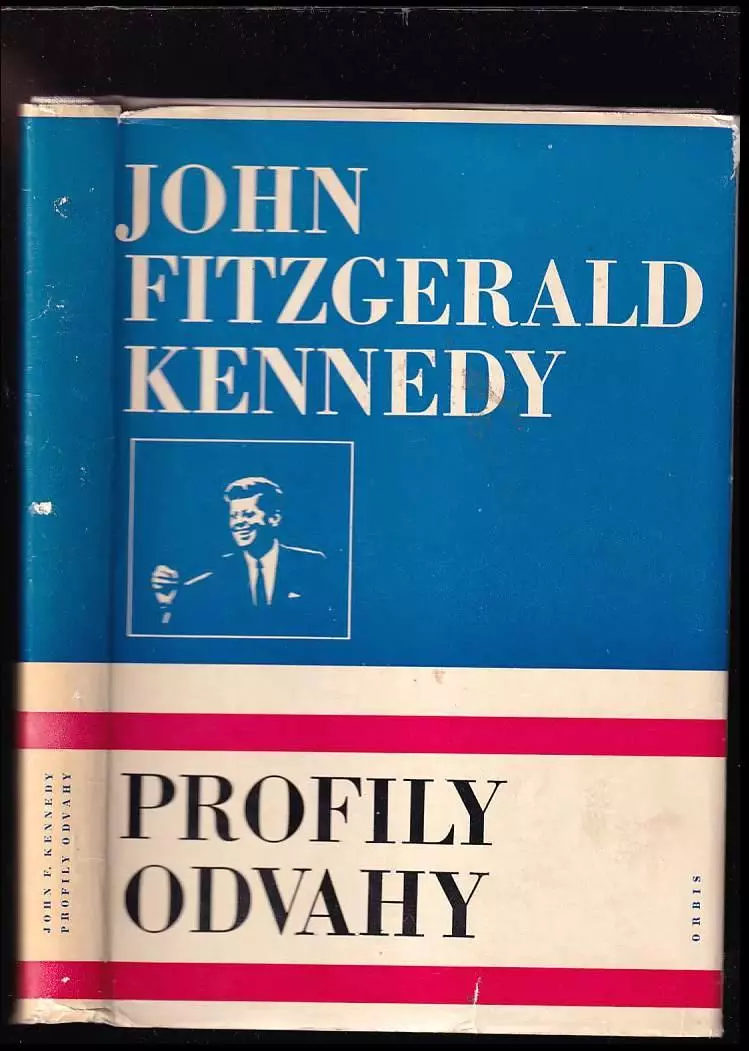 JOHN
FITZGERALD
KENNEDY
PROFILY
ODVAHY
ORBIS
JOHN F. KENNEDY
PROFILY ODVAHY